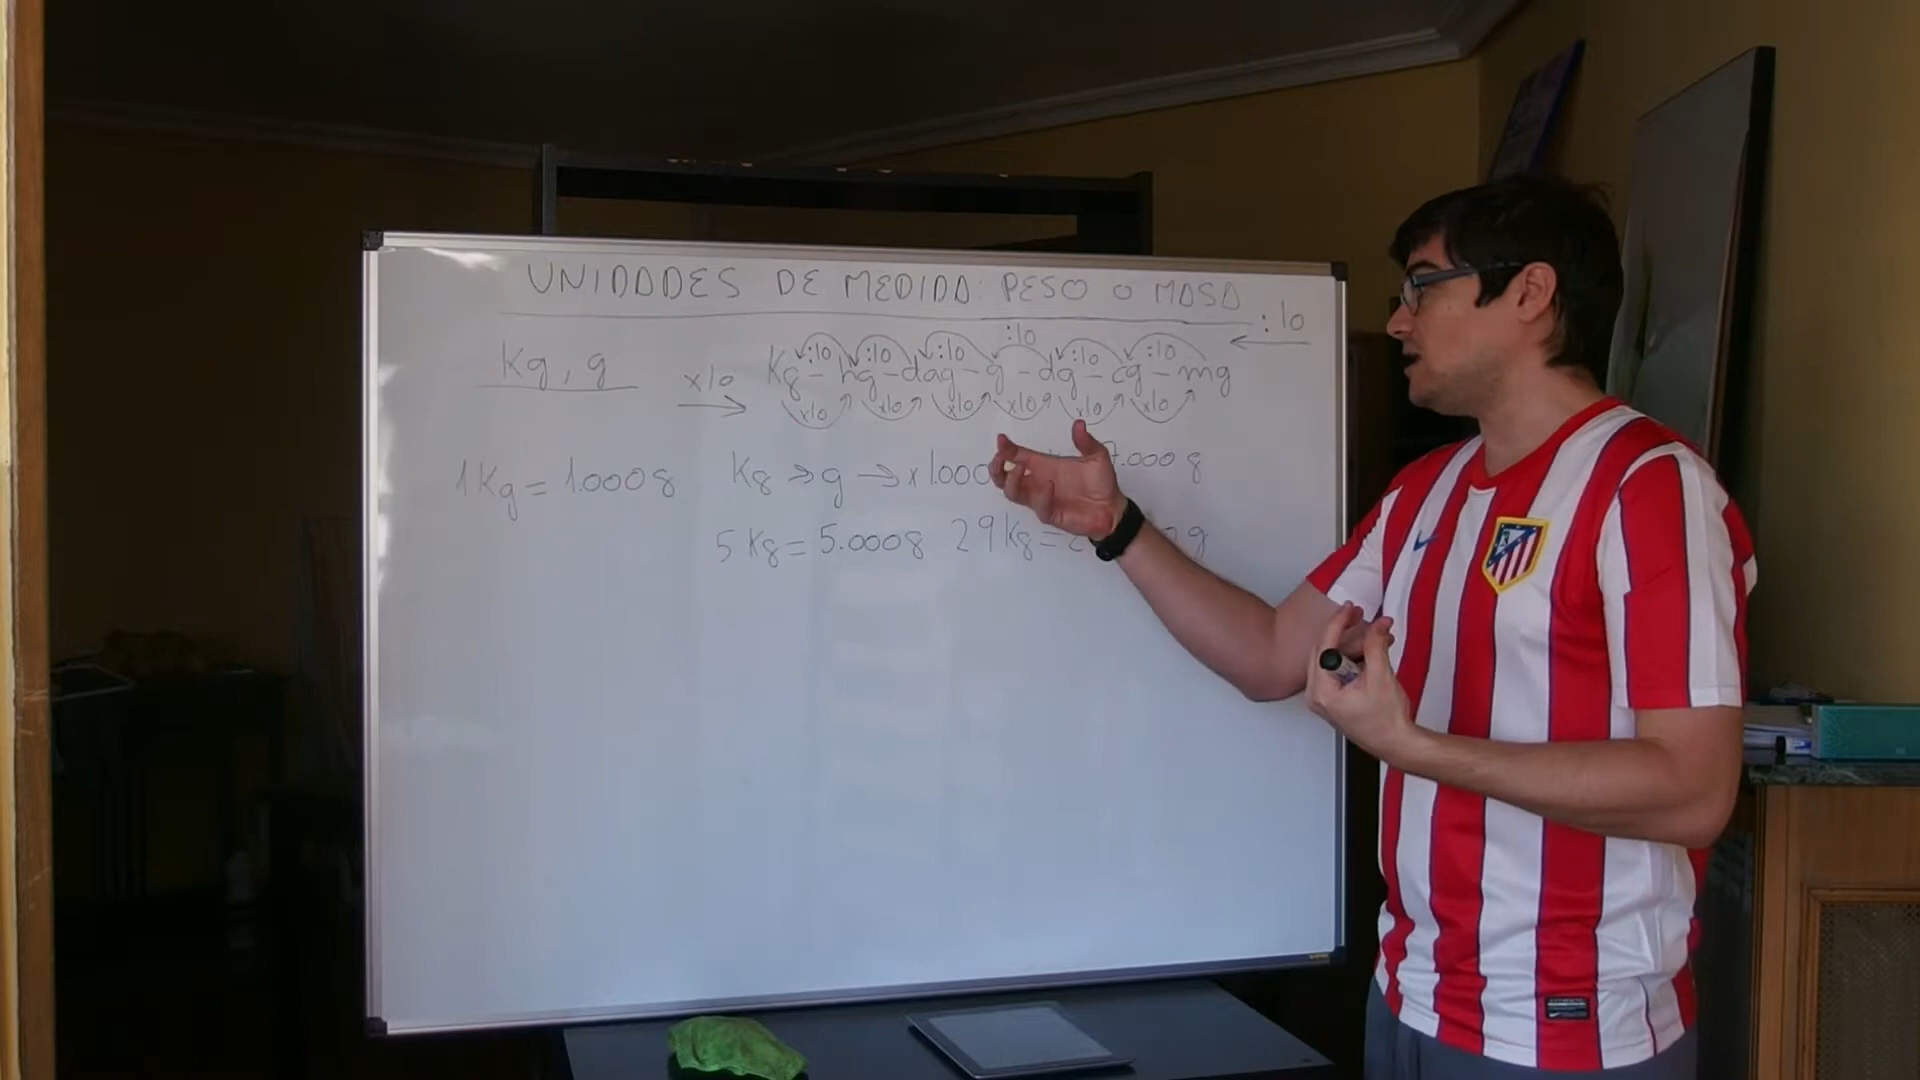 UNIDADES DE MEDIDA: PESO O MASA
:10
:10 :10 :10 :10 :10 :10
Kg, g x10 Kg - hg - dag - g - dg - cg - mg
x10 x10 x10 x10 x10 x10
1 Kg = 1.000 g Kg → g → x 1.000 7.000 g
5 Kg = 5.000 g 29 Kg = 2 g